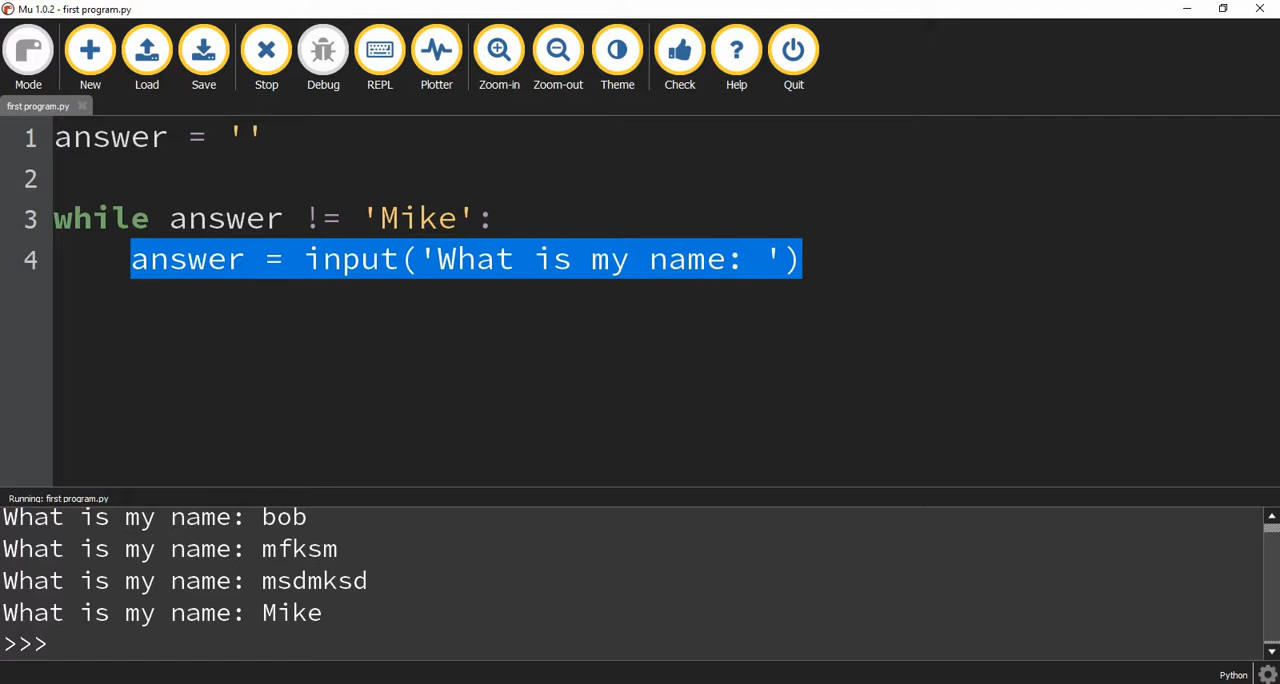 Mu 1.0.2 - first program.py
Mode New Load Save Stop Debug REPL Plotter Zoom-in Zoom-out Theme Check Help Quit
first program.py
1 answer = ''
2
3 while answer != 'Mike':
4 answer = input('What is my name: ')
Running: first program.py
What is my name: bob
What is my name: mfksm
What is my name: msdmksd
What is my name: Mike
>>>
Python